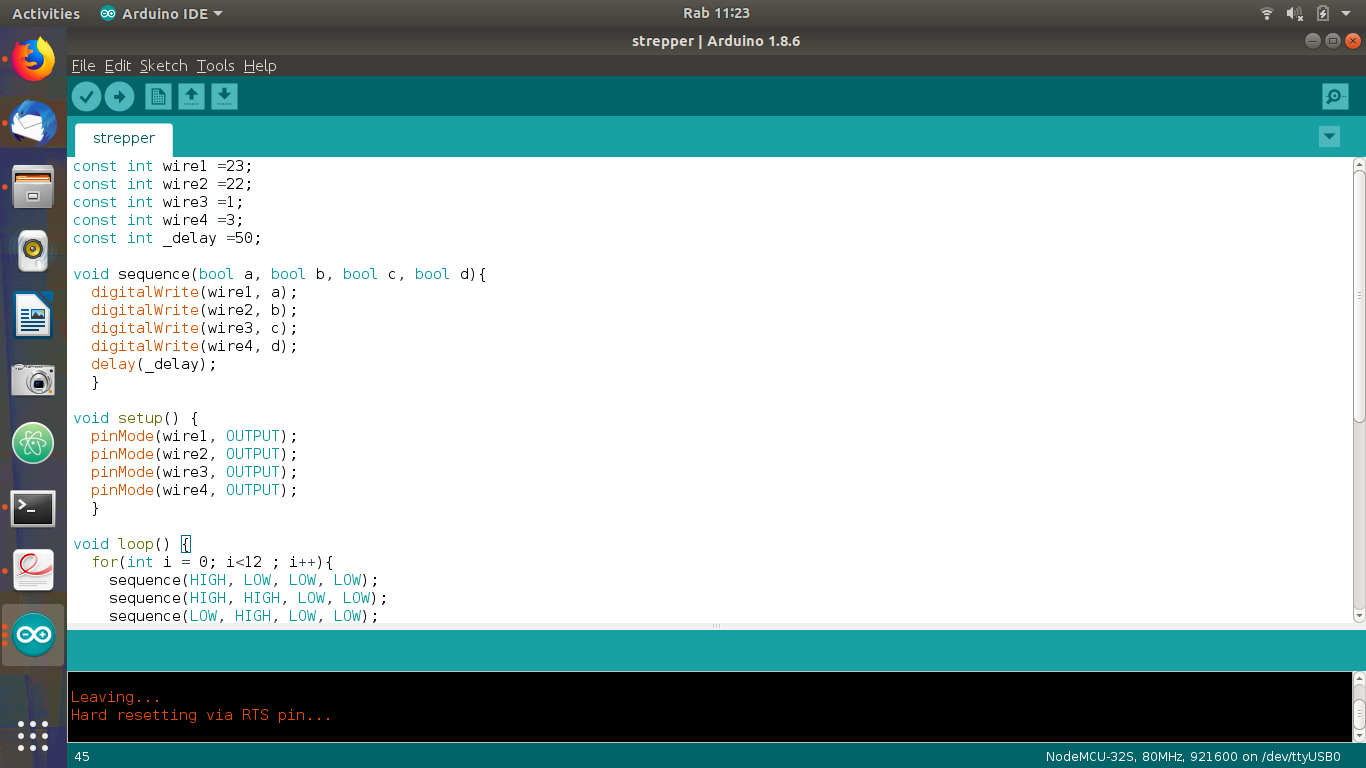 Activities Arduino IDE Rab 11:23
strepper | Arduino 1.8.6
File Edit Sketch Tools Help
strepper
const int wire1 =23;
const int wire2 =22;
const int wire3 =1;
const int wire4 =3;
const int _delay =50;
void sequence(bool a, bool b, bool c, bool d){
digitalWrite(wire1, a);
digitalWrite(wire2, b);
digitalWrite(wire3, c);
digitalWrite(wire4, d);
delay(_delay);
}
void setup() {
pinMode(wire1, OUTPUT);
pinMode(wire2, OUTPUT);
pinMode(wire3, OUTPUT);
pinMode(wire4, OUTPUT);
}
void loop() {
for(int i = 0; i<12 ; i++){
sequence(HIGH, LOW, LOW, LOW);
sequence(HIGH, HIGH, LOW, LOW);
sequence(LOW, HIGH, LOW, LOW);
Leaving...
Hard resetting via RTS pin...
45 NodeMCU-32S, 80MHz, 921600 on /dev/ttyUSB0